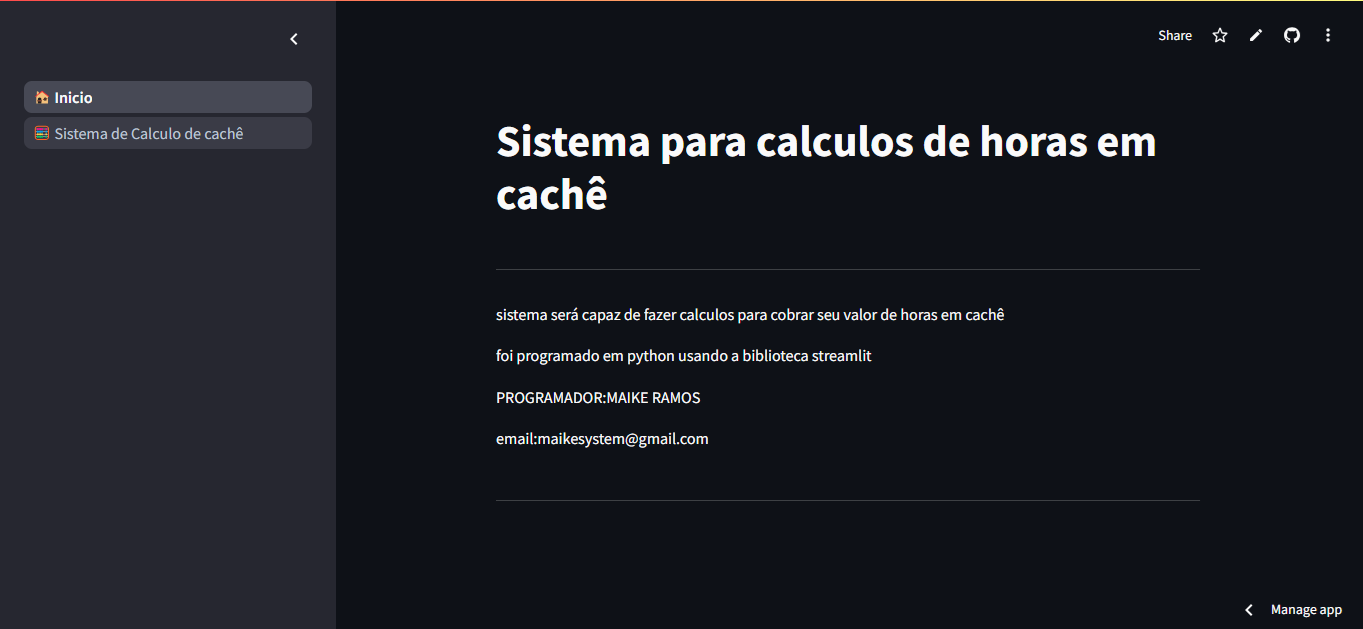 Share
Inicio
Sistema de Calculo de cachê
Sistema para calculos de horas em
cachê
sistema será capaz de fazer calculos para cobrar seu valor de horas em cachê
foi programado em python usando a biblioteca streamlit
PROGRAMADOR:MAIKE RAMOS
email:maikesystem@gmail.com
Manage app